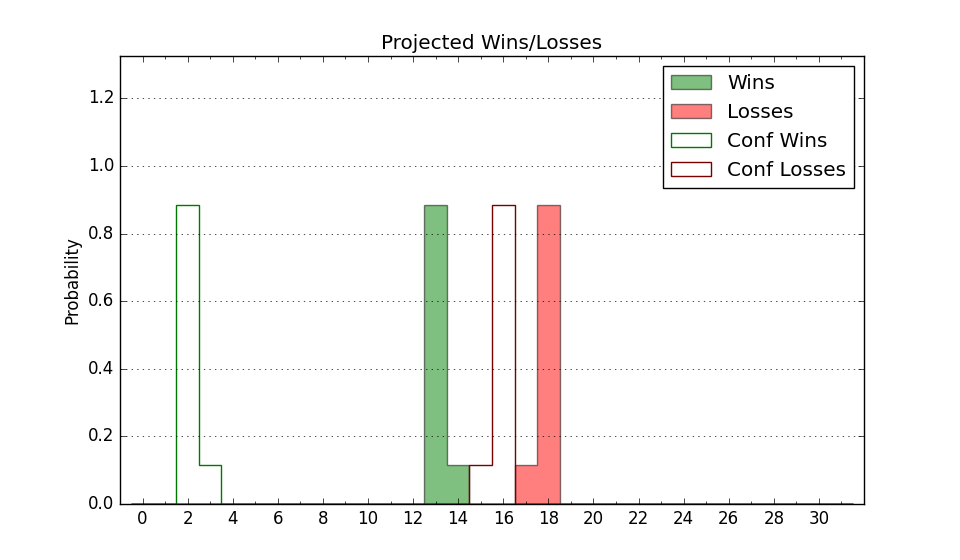 Projected Wins/Losses
Wins
Losses
Conf Wins
Conf Losses
Probability
1.2
1.0
0.8
0.6
0.4
0.2
0.0
0 2 4 6 8 10 12 14 16 18 20 22 24 26 28 30